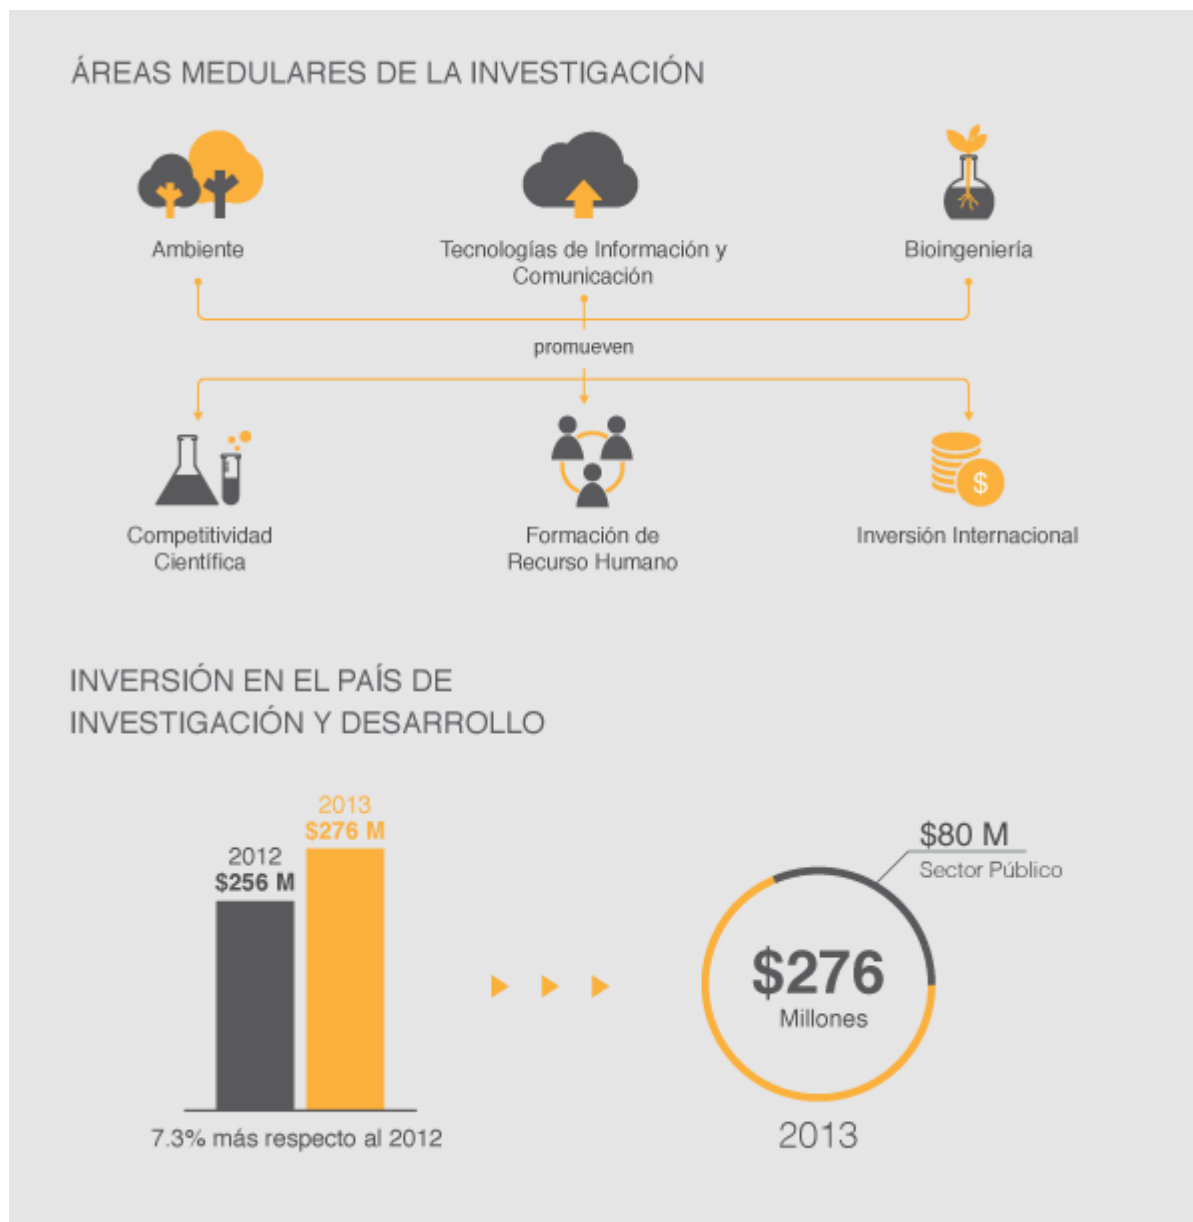 ÁREAS MEDULARES DE LA INVESTIGACIÓN
Ambiente
Tecnologías de Información y
Comunicación
Bioingeniería
promueven
Competitividad
Científica
Formación de
Recurso Humano
$
Inversión Internacional
INVERSIÓN EN EL PAÍS DE
INVESTIGACIÓN Y DESARROLLO
2012
$256 M
2013
$276 M
7.3% más respecto al 2012
$80 M
Sector Público
$276
Millones
2013